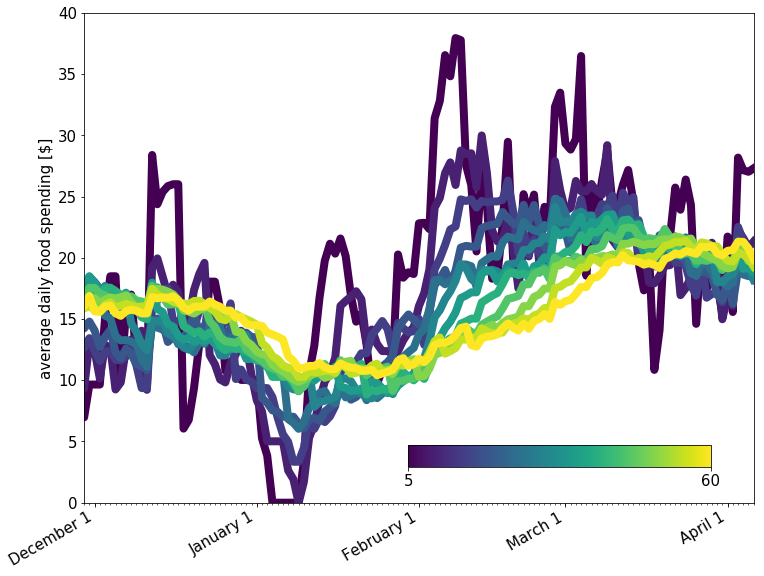 average daily food spending [$]
40
35
30
25
20
15
10
5
0
5 60
December 1
January 1
February 1
March 1
April 1